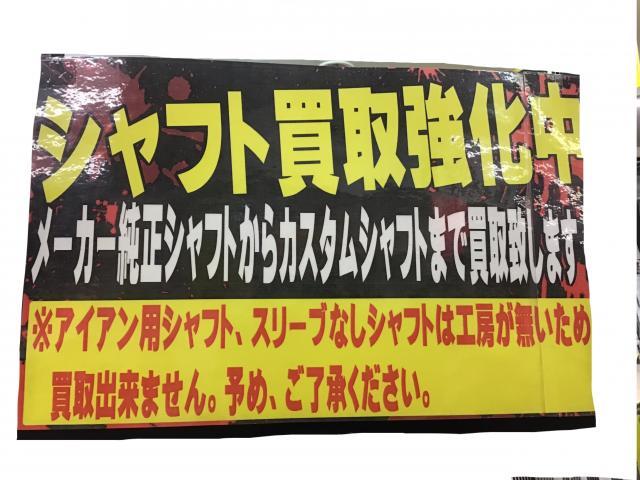 シャフト買取強化中
メーカー純正シャフトからカスタムシャフトまで買取致します
※アイアン用シャフト、スリーブなしシャフトは工房が無いため
買取出来ません。予め、ご了承ください。